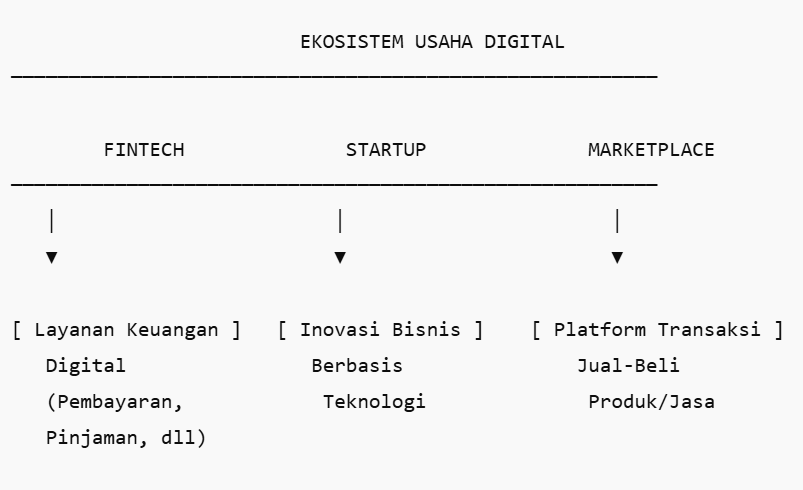 EKOSISTEM USAHA DIGITAL
FINTECH STARTUP MARKETPLACE
[ Layanan Keuangan ] [ Inovasi Bisnis ] [ Platform Transaksi ]
Digital Berbasis Jual-Beli
(Pembayaran, Teknologi Produk/Jasa
Pinjaman, dll)